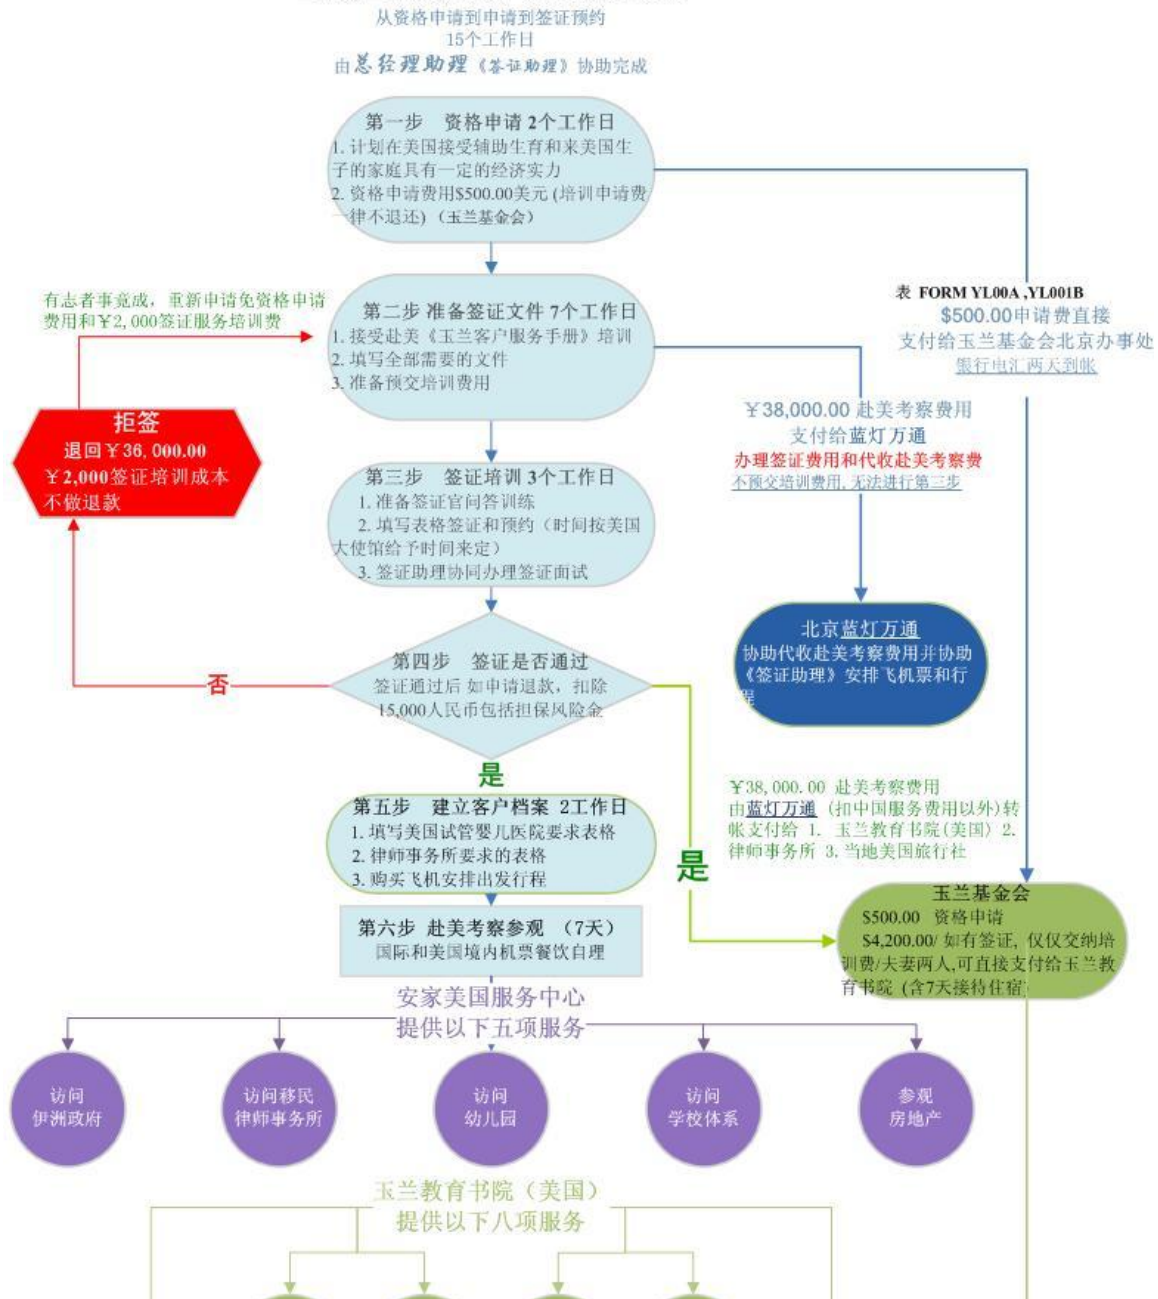 从资格申请到申请到签证预约
15个工作日
由总经理助理《签证助理》协助完成
第一步 资格申请 2个工作日
1. 计划在美国接受辅助生育和来美国生
子的家庭具有一定的经济实力
2. 资格申请费用$500.00美元 (培训申请费
一律不退还) （玉兰基金会）
有志者事竟成，重新申请免资格申请
费用和￥2,000签证服务培训费
表 FORM YL00A ,YL001B
$500.00申请费直接
支付给玉兰基金会北京办事处
银行电汇两天到账
第二步 准备签证文件 7个工作日
1. 接受赴美《玉兰客户服务手册》培训
2. 填写全部需要的文件
3. 准备预交培训费用
拒签
退回￥36, 000.00
￥2,000签证培训成本
不做退款
￥38,000.00 赴美考察费用
支付给蓝灯万通
办理签证费用和代收赴美考察费
不预交培训费用, 无法进行第三步
第三步 签证培训 3个工作日
1. 准备签证官问答训练
2. 填写表格签证和预约（时间按美国
大使馆给予时间来定）
3. 签证助理协同办理签证面试
北京蓝灯万通
协助代收赴美考察费用并协助
《签证助理》安排飞机票和行
程
第四步 签证是否通过
签证通过后 如申请退款，扣除
15,000人民币包括担保风险金
否
是
￥38, 000. 00 赴美考察费用
由蓝灯万通 (扣中国服务费用以外)转
帐支付给 1. 玉兰教育书院(美国) 2.
律师事务所 3. 当地美国旅行社
第五步 建立客户档案 2工作日
1. 填写美国试管婴儿医院要求表格
2. 律师事务所要求的表格
3. 购买飞机安排出发行程
是
玉兰基金会
$500.00 资格申请
$4,200.00/ 如有签证, 仅仅交纳培
训费/夫妻两人,可直接支付给玉兰教
育书院 (含7天接待住宿)
第六步 赴美考察参观 （7天）
国际和美国境内机票餐饮自理
安家美国服务中心
提供以下五项服务
访问
伊洲政府
访问移民
律师事务所
访问
幼儿园
访问
学校体系
参观
房地产
玉兰教育书院（美国）
提供以下八项服务